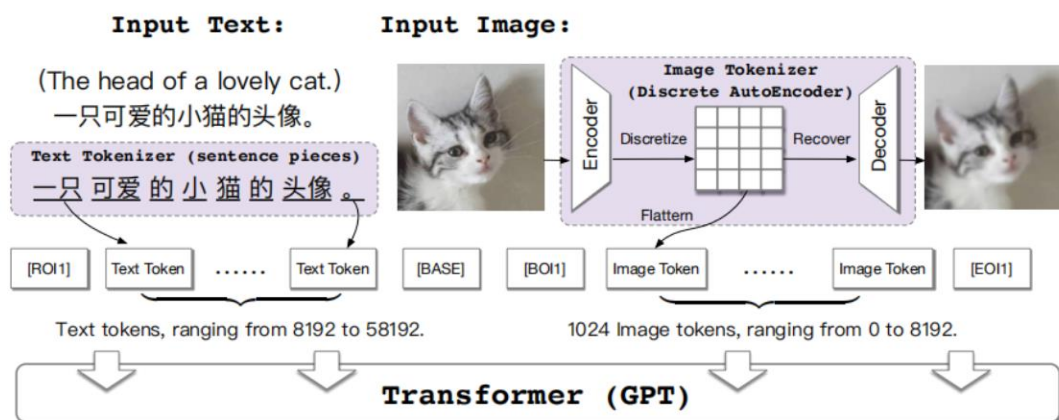 Input Text:
Input Image:
(The head of a lovely cat.)
一只可爱的小猫的头像。
Text Tokenizer (sentence pieces)
一只 可爱 的 小 猫 的 头像 。
Image Tokenizer
(Discrete AutoEncoder)
Encoder
Discretize
Recover
Decoder
Flattern
[ROI1]
Text Token
......
Text Token
[BASE]
[BOI1]
Image Token
......
Image Token
[EOI1]
Text tokens, ranging from 8192 to 58192.
1024 Image tokens, ranging from 0 to 8192.
Transformer (GPT)